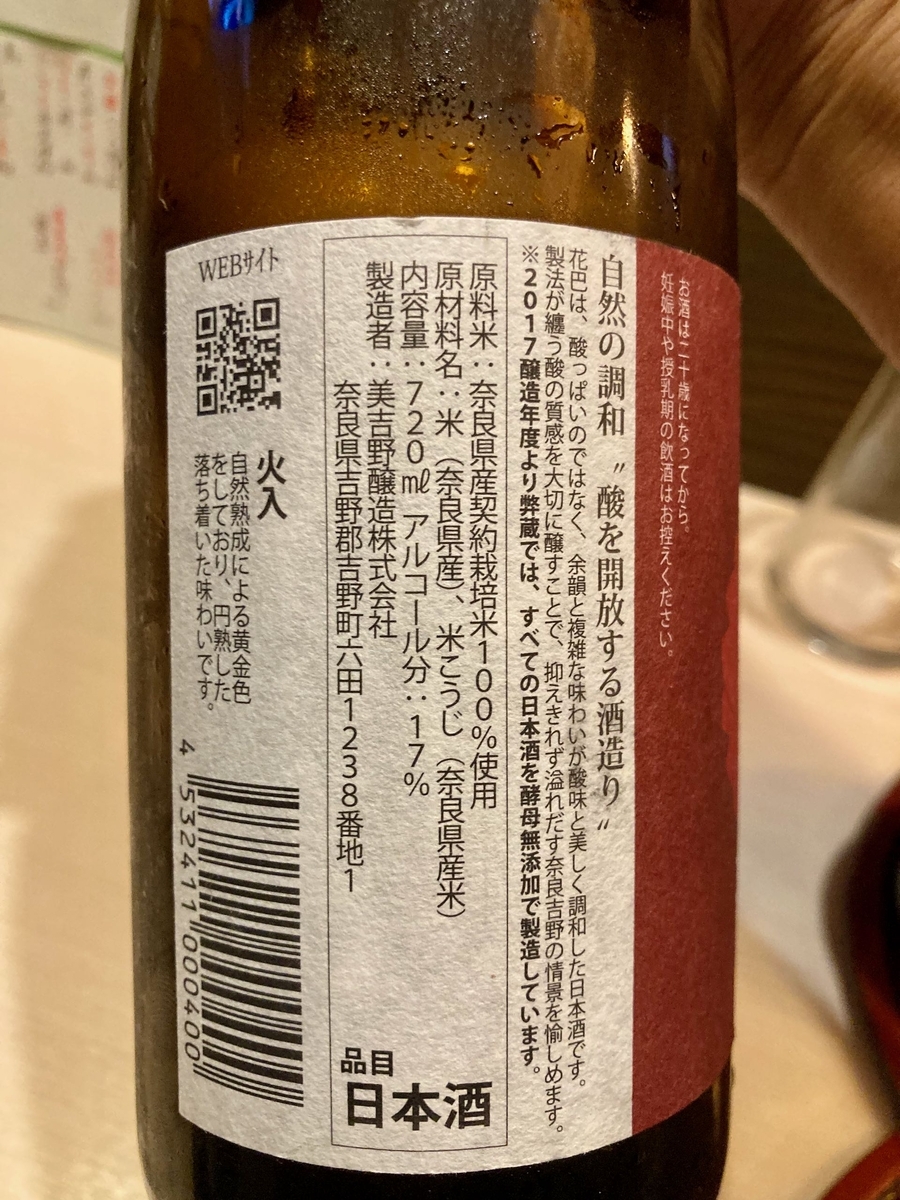 お酒は二十歳になってから。
妊娠中や授乳期の飲酒はお控えください。
自然の調和 〝酸を開放する酒造り〟
花巴は、酸っぱいのではなく、余韻と複雑な味わいが酸味と美しく調和した日本酒です。
製法が纏う酸の質感を大切に醸すことで、抑えきれず溢れだす奈良吉野の情景を愉しめます。
※2017醸造年度より弊蔵では、すべての日本酒を酵母無添加で製造しています。
原料米：奈良県産契約栽培米100％使用
原材料名：米（奈良県産）、米こうじ（奈良県産米）
内容量：720㎖ アルコール分：17％
製造者：美吉野醸造株式会社
奈良県吉野郡吉野町六田1238番地1
品目
日本酒
WEBサイト
火入
自然熟成による黄金色
をしており、円熟した
落ち着いた味わいです。
4532411000400